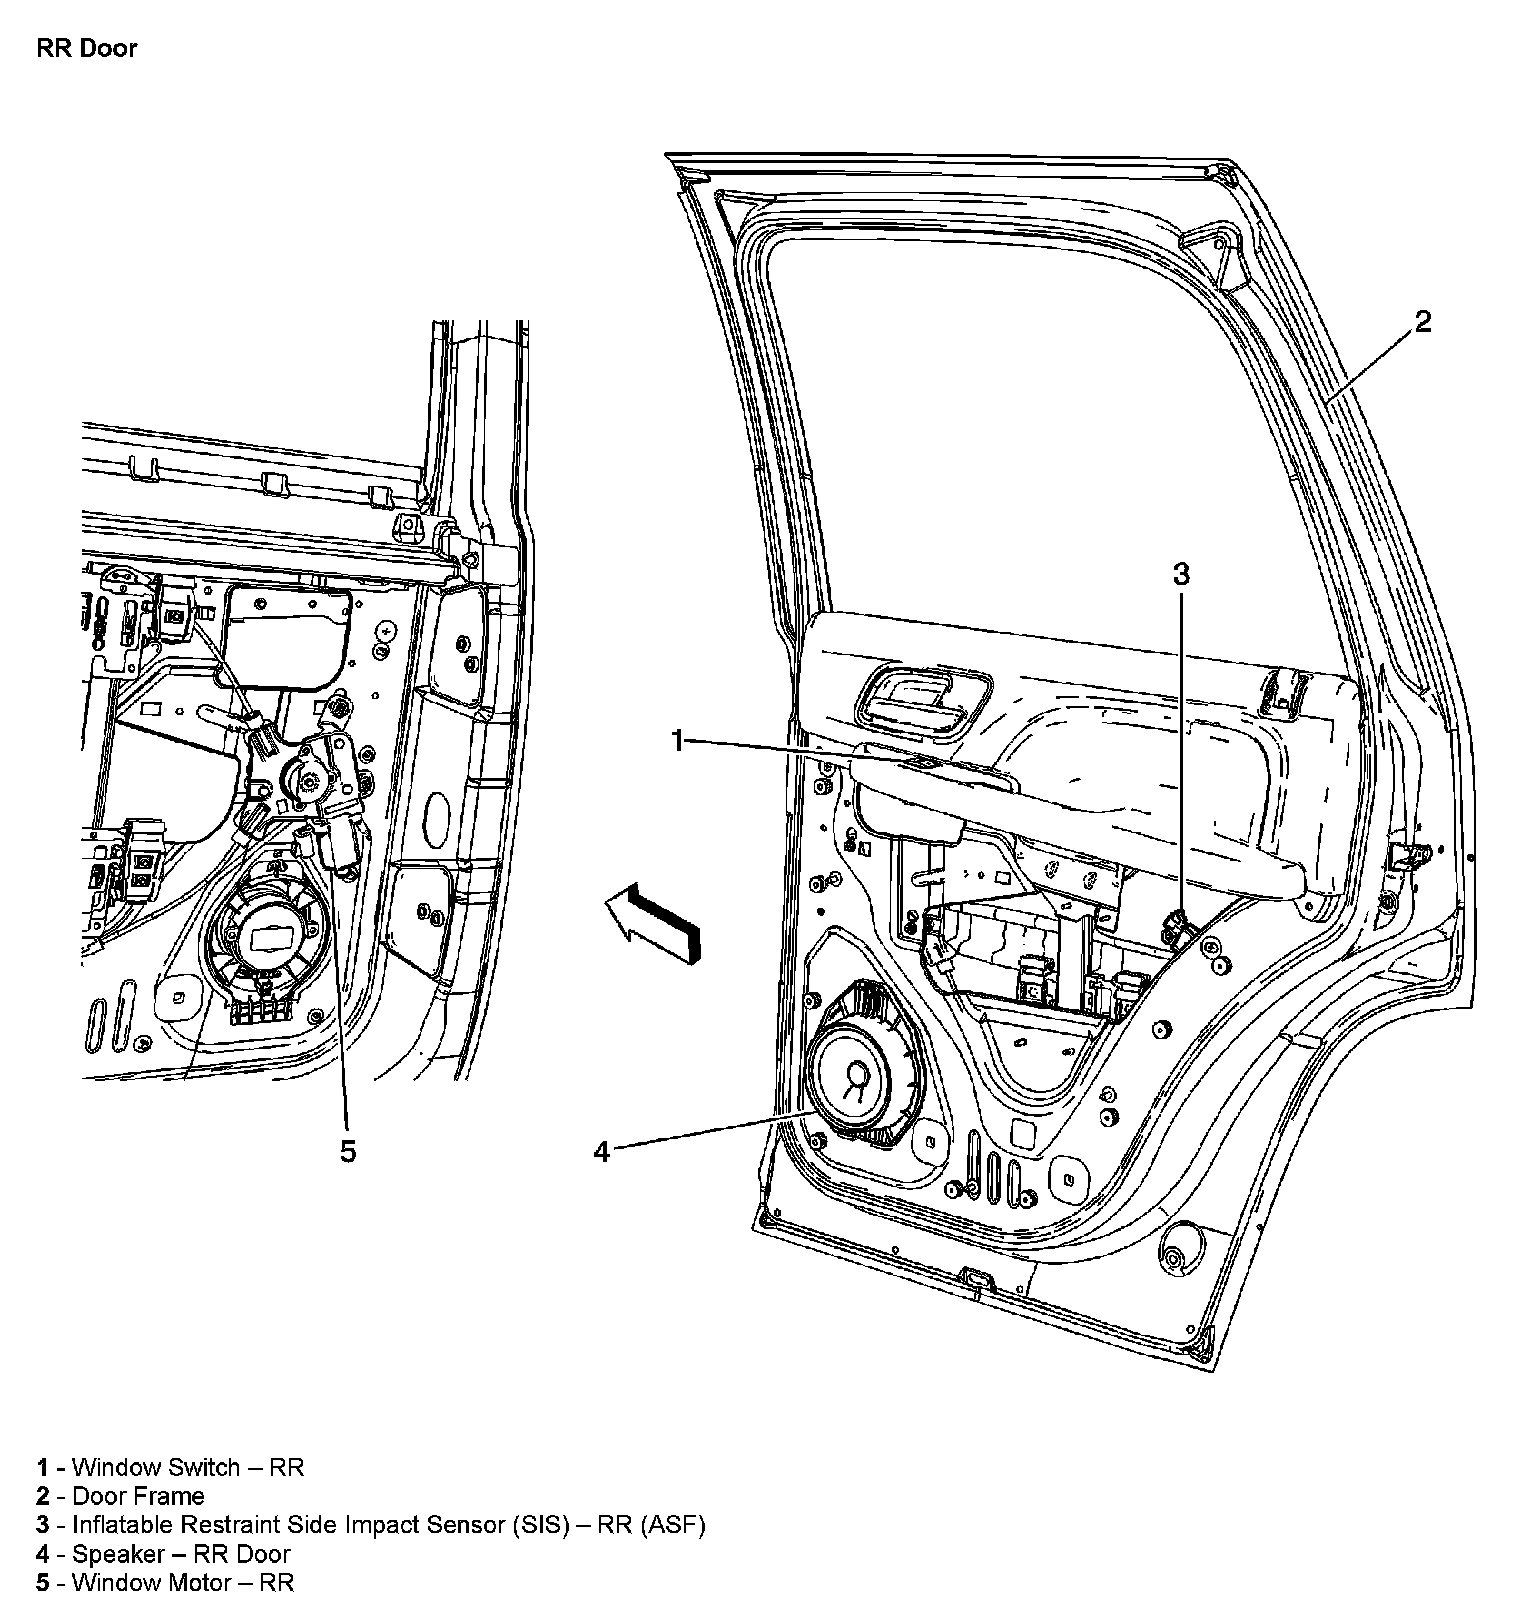 RR Door
2
3
1
5
4
1 - Window Switch – RR
2 - Door Frame
3 - Inflatable Restraint Side Impact Sensor (SIS) – RR (ASF)
4 - Speaker – RR Door
5 - Window Motor – RR